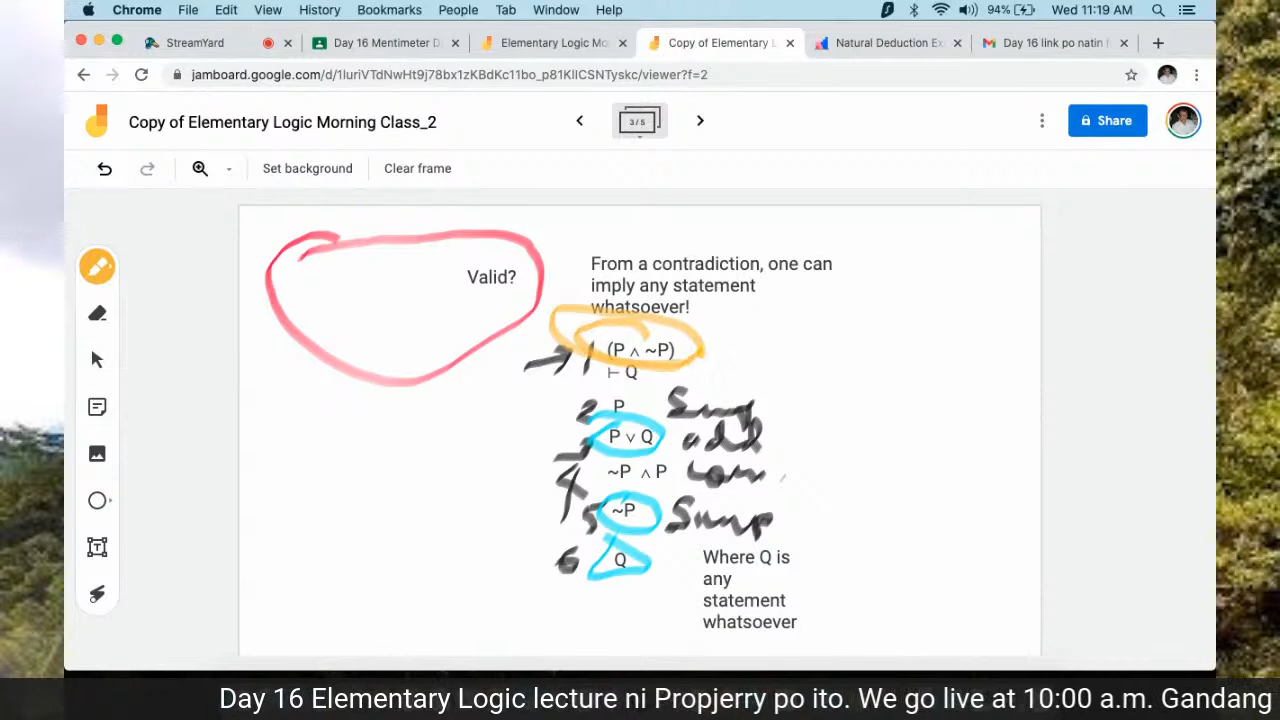 Chrome File Edit View History Bookmarks People Tab Window Help 94% Wed 11:19 AM
StreamYard Day 16 Mentimeter D Elementary Logic Mo Copy of Elementary L Natural Deduction Ex Day 16 link po natin
jamboard.google.com/d/1luriVTdNwHt9j78bx1zKBdKc11bo_p81KlICSNTyskc/viewer?f=2
Copy of Elementary Logic Morning Class_2
3 / 5
Share
Set background Clear frame
Valid?
From a contradiction, one can
imply any statement
whatsoever!
1 (P ∧ ~P)
⊢ Q
2 P Simp
3 P ∨ Q add
4 ~P ∧ P com
5 ~P Simp
6 Q
Where Q is
any
statement
whatsoever
Day 16 Elementary Logic lecture ni Propjerry po ito. We go live at 10:00 a.m. Gandang